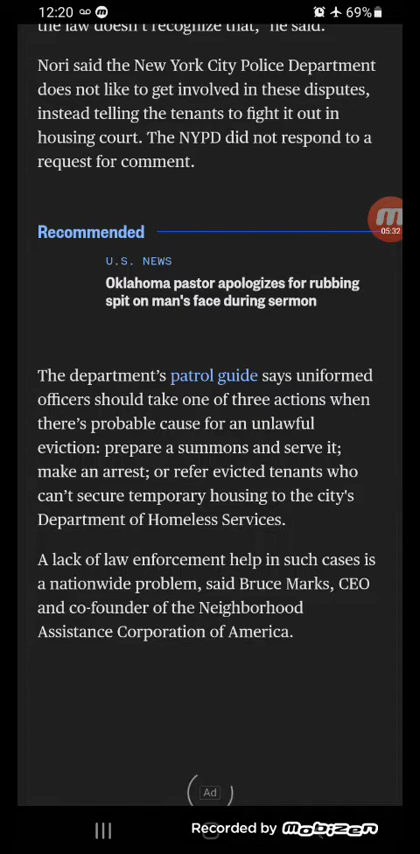 12:20
69%
the law doesn't recognize that," he said.
Nori said the New York City Police Department
does not like to get involved in these disputes,
instead telling the tenants to fight it out in
housing court. The NYPD did not respond to a
request for comment.
Recommended
05:32
U.S. NEWS
Oklahoma pastor apologizes for rubbing
spit on man's face during sermon
The department's patrol guide says uniformed
officers should take one of three actions when
there's probable cause for an unlawful
eviction: prepare a summons and serve it;
make an arrest; or refer evicted tenants who
can't secure temporary housing to the city's
Department of Homeless Services.
A lack of law enforcement help in such cases is
a nationwide problem, said Bruce Marks, CEO
and co-founder of the Neighborhood
Assistance Corporation of America.
Ad
Recorded by mobizen